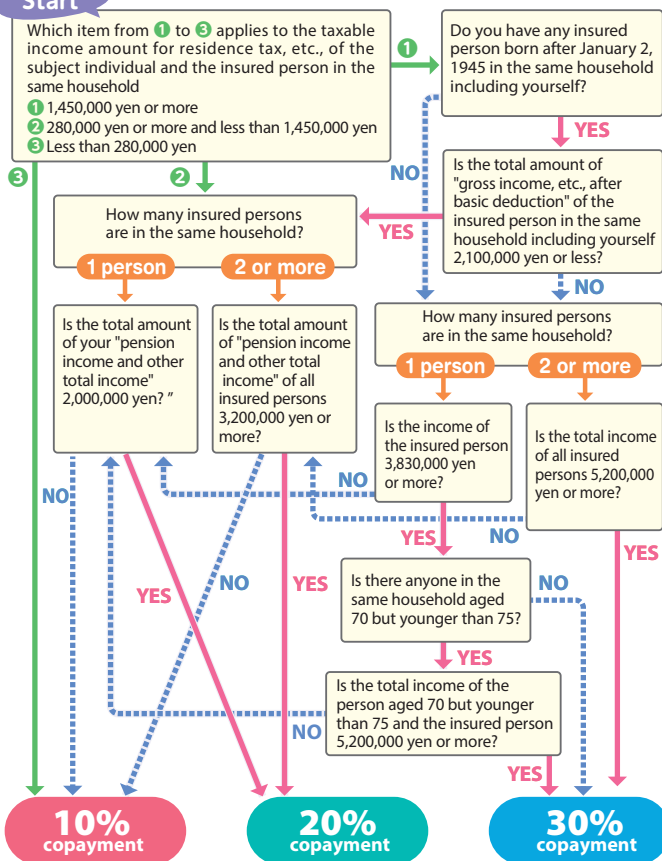 Start
Which item from ❶ to ❸ applies to the taxable
income amount for residence tax, etc., of the
subject individual and the insured person in the
same household
❶ 1,450,000 yen or more
❷ 280,000 yen or more and less than 1,450,000 yen
❸ Less than 280,000 yen
❶
Do you have any insured
person born after January 2,
1945 in the same household
including yourself?
YES
NO
❸
❷
Is the total amount of
"gross income, etc., after
basic deduction" of the
insured person in the same
household including yourself
2,100,000 yen or less?
YES
NO
How many insured persons
are in the same household?
1 person
2 or more
Is the total amount
of your "pension
income and other
total income"
2,000,000 yen? ”
Is the total amount
of "pension income
and other total
income" of all
insured persons
3,200,000 yen or
more?
How many insured persons
are in the same household?
1 person
2 or more
Is the income of
the insured person
3,830,000 yen
or more?
Is the total income
of all insured
persons 5,200,000
yen or more?
NO
NO
NO
YES
YES
NO
YES
YES
Is there anyone in the
same household aged
70 but younger than 75?
NO
YES
Is the total income of the
person aged 70 but younger
than 75 and the insured person
5,200,000 yen or more?
NO
YES
10%
copayment
20%
copayment
30%
copayment